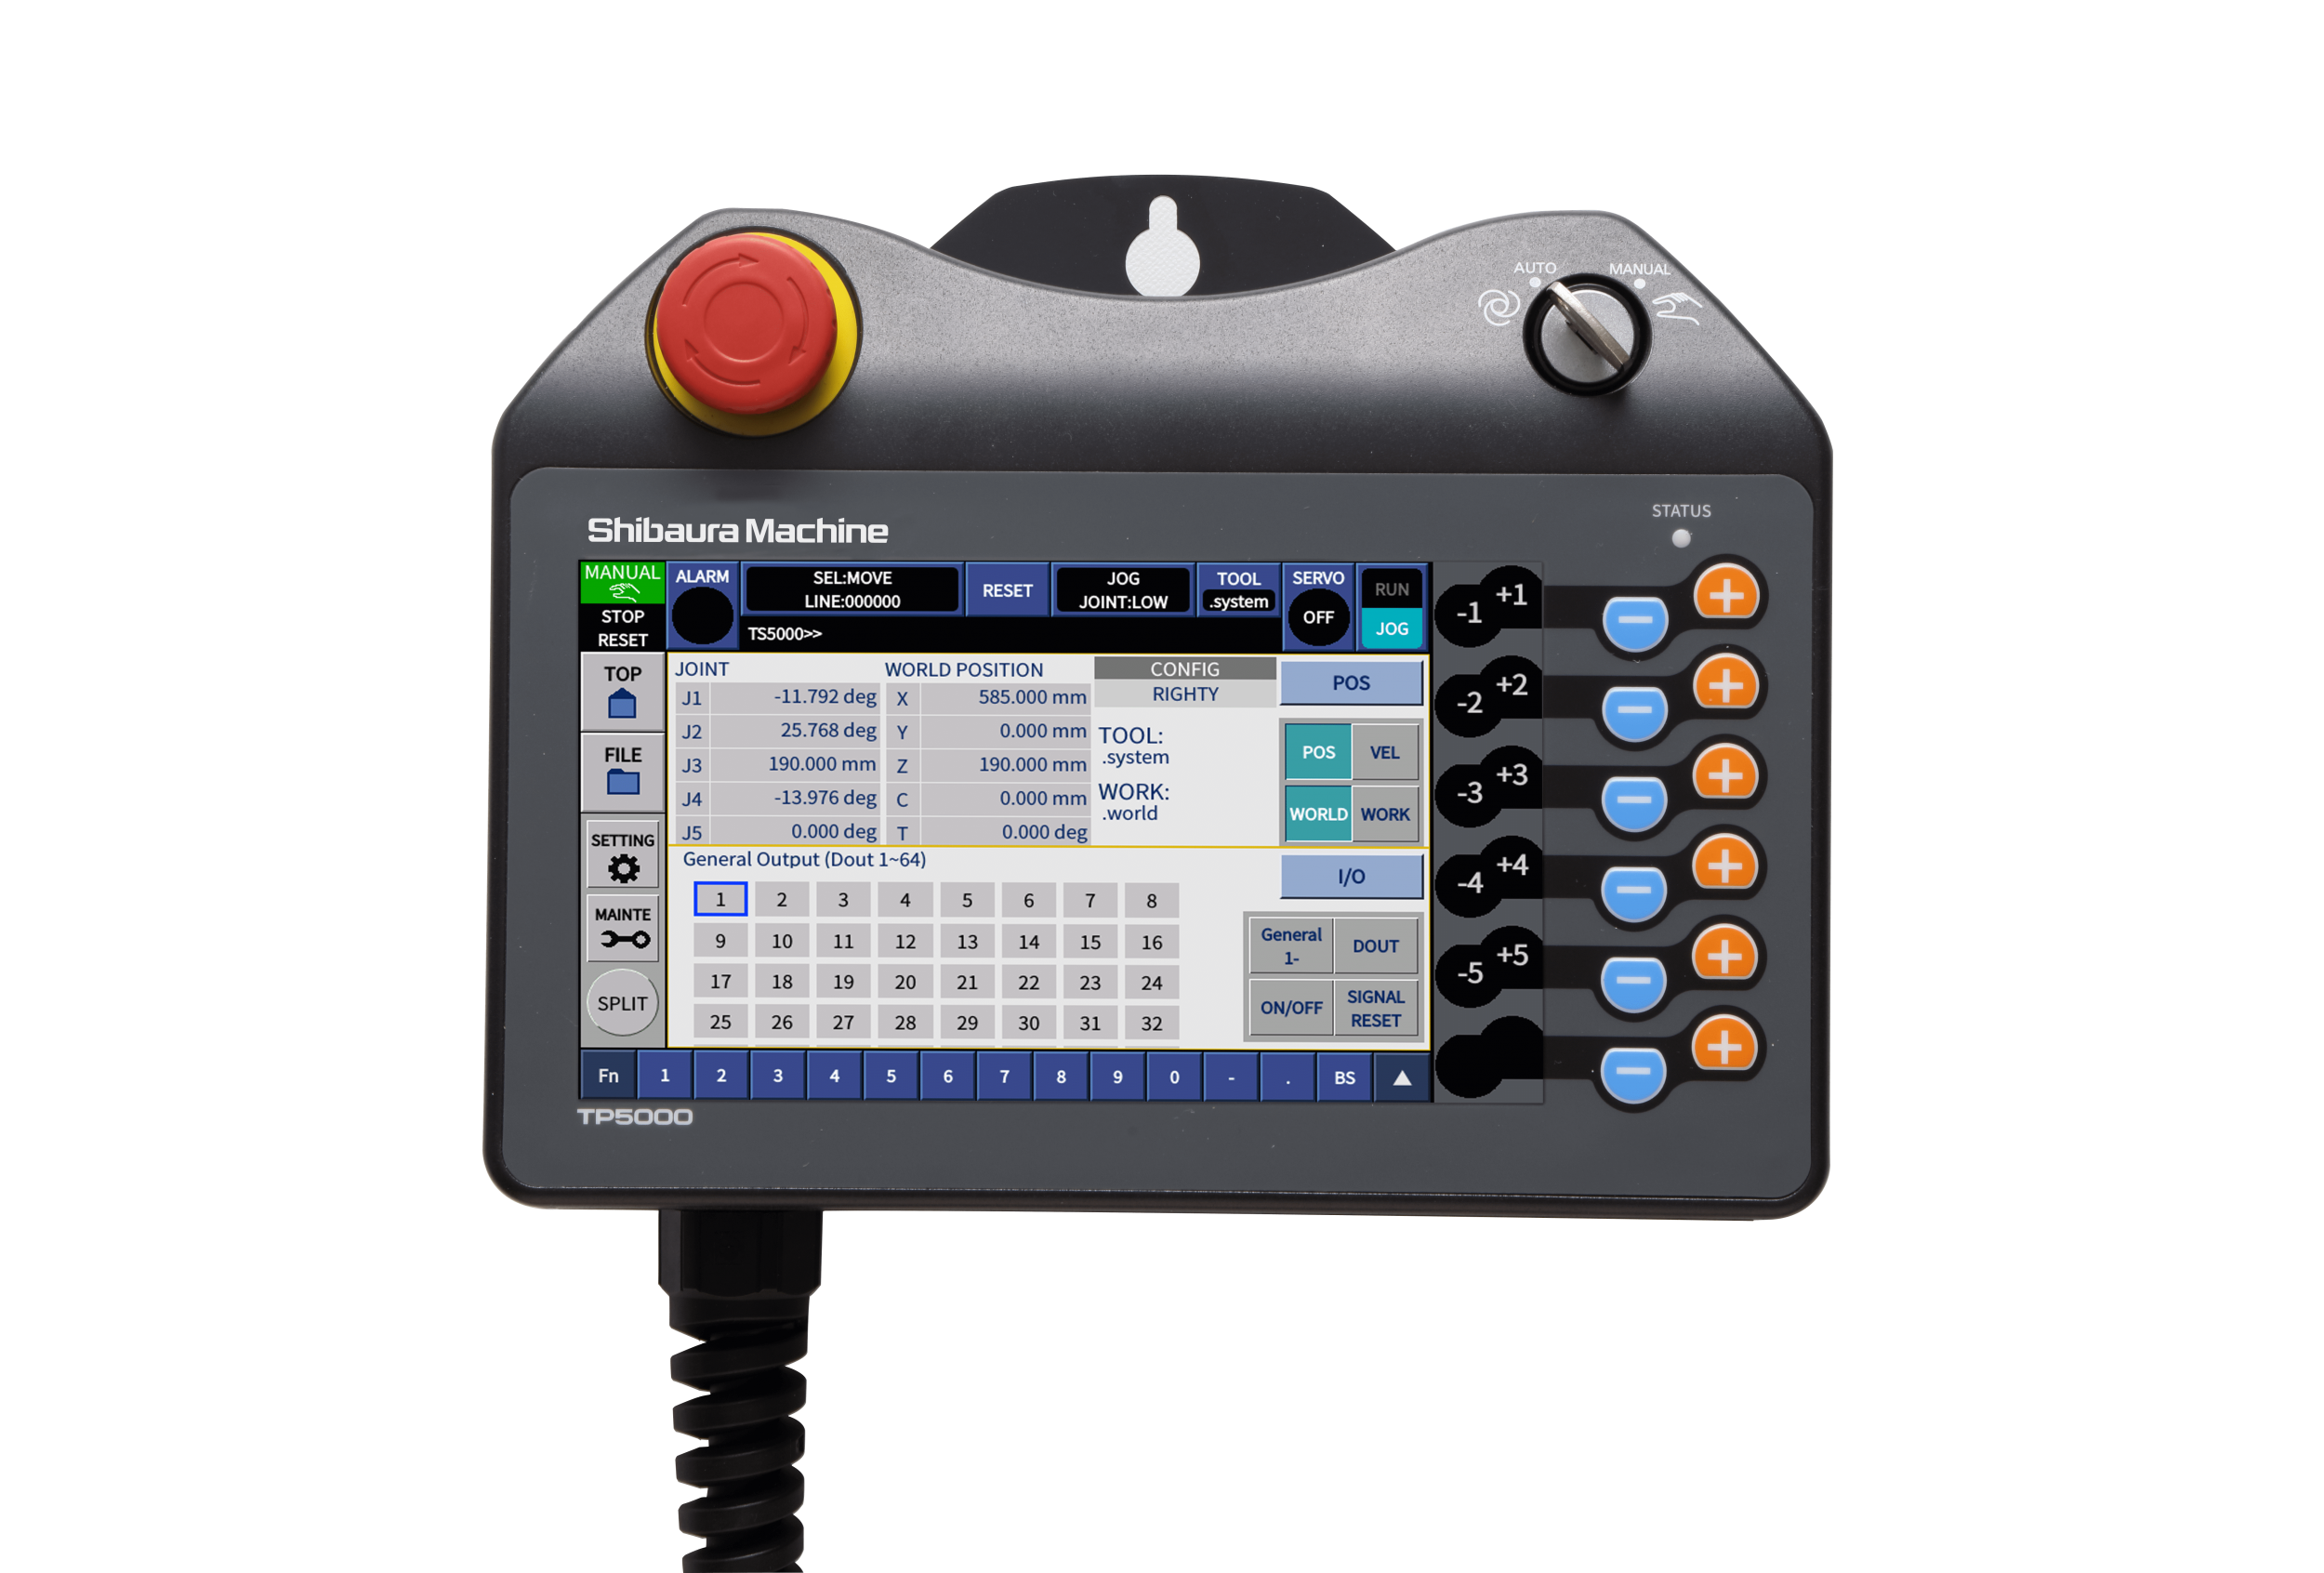 AUTO MANUAL
STATUS
Shibaura Machine
MANUAL
STOP
RESET
ALARM
SEL:MOVE
LINE:000000
RESET
JOG
JOINT:LOW
TOOL
.system
SERVO
OFF
RUN
JOG
TS5000>>
TOP
FILE
SETTING
MAINTE
SPLIT
JOINT WORLD POSITION
J1 -11.792 deg X 585.000 mm
J2 25.768 deg Y 0.000 mm
J3 190.000 mm Z 190.000 mm
J4 -13.976 deg C 0.000 mm
J5 0.000 deg T 0.000 deg
CONFIG
RIGHTY
TOOL:
.system
WORK:
.world
POS
POS VEL
WORLD WORK
General Output (Dout 1~64)
1 2 3 4 5 6 7 8
9 10 11 12 13 14 15 16
17 18 19 20 21 22 23 24
25 26 27 28 29 30 31 32
I/O
General
1-
DOUT
ON/OFF
SIGNAL
RESET
Fn 1 2 3 4 5 6 7 8 9 0 - . BS ▲
-1 +1
-2 +2
-3 +3
-4 +4
-5 +5
TP5000